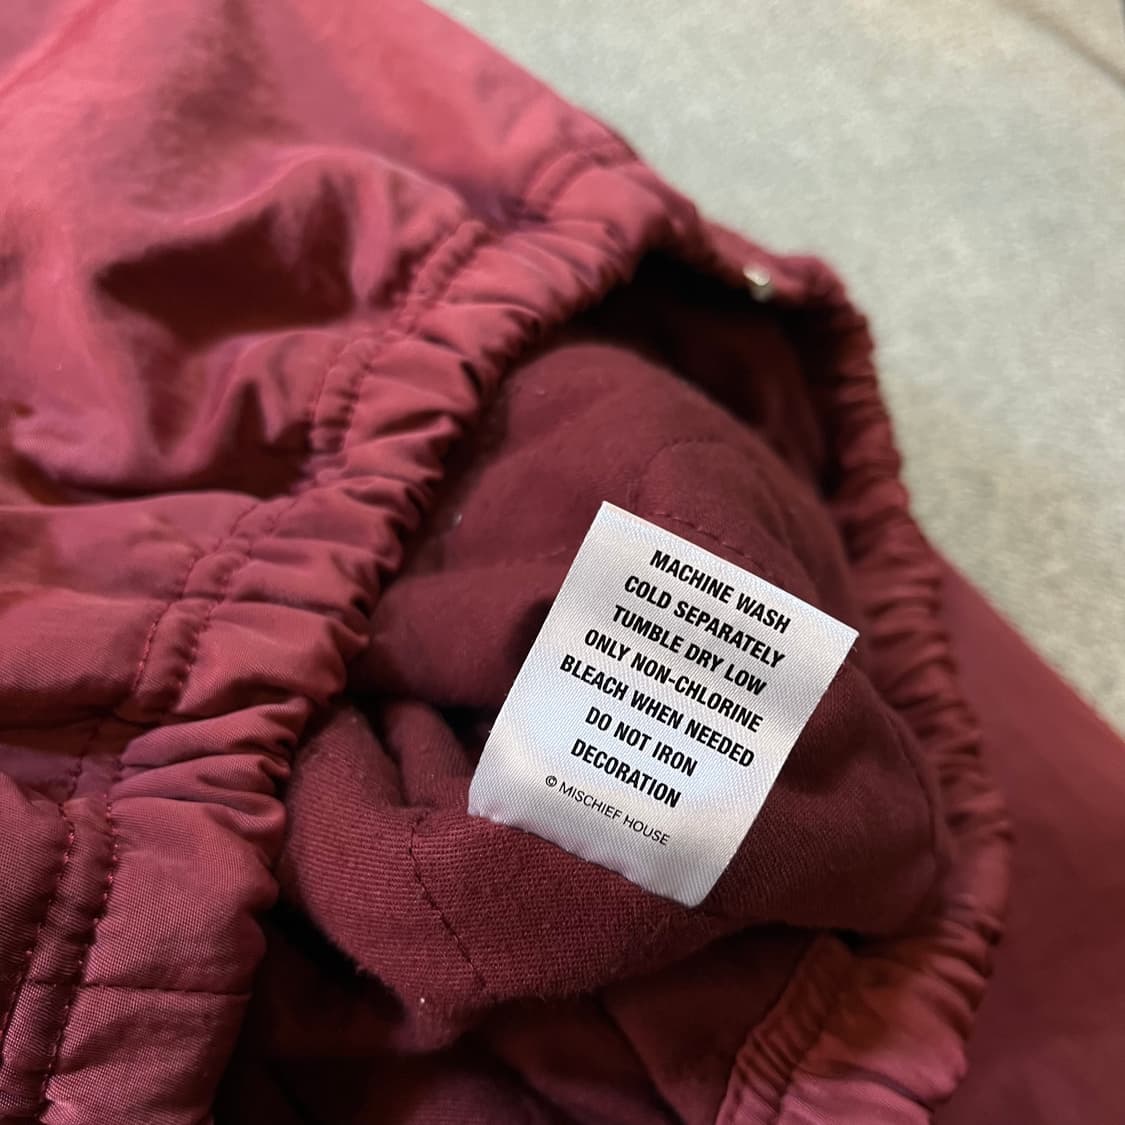 MACHINE WASH
COLD SEPARATELY
TUMBLE DRY LOW
ONLY NON-CHLORINE
BLEACH WHEN NEEDED
DO NOT IRON
DECORATION
© MISCHIEF HOUSE